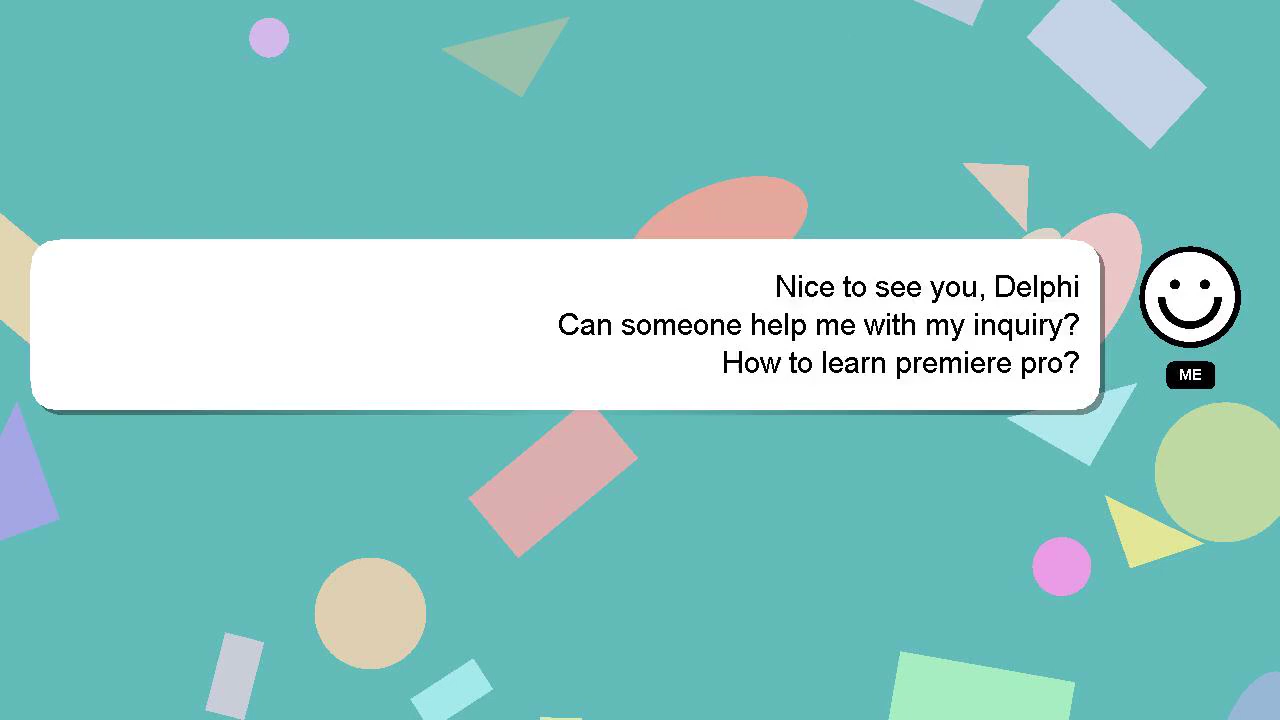 Nice to see you, Delphi
Can someone help me with my inquiry?
How to learn premiere pro?
ME